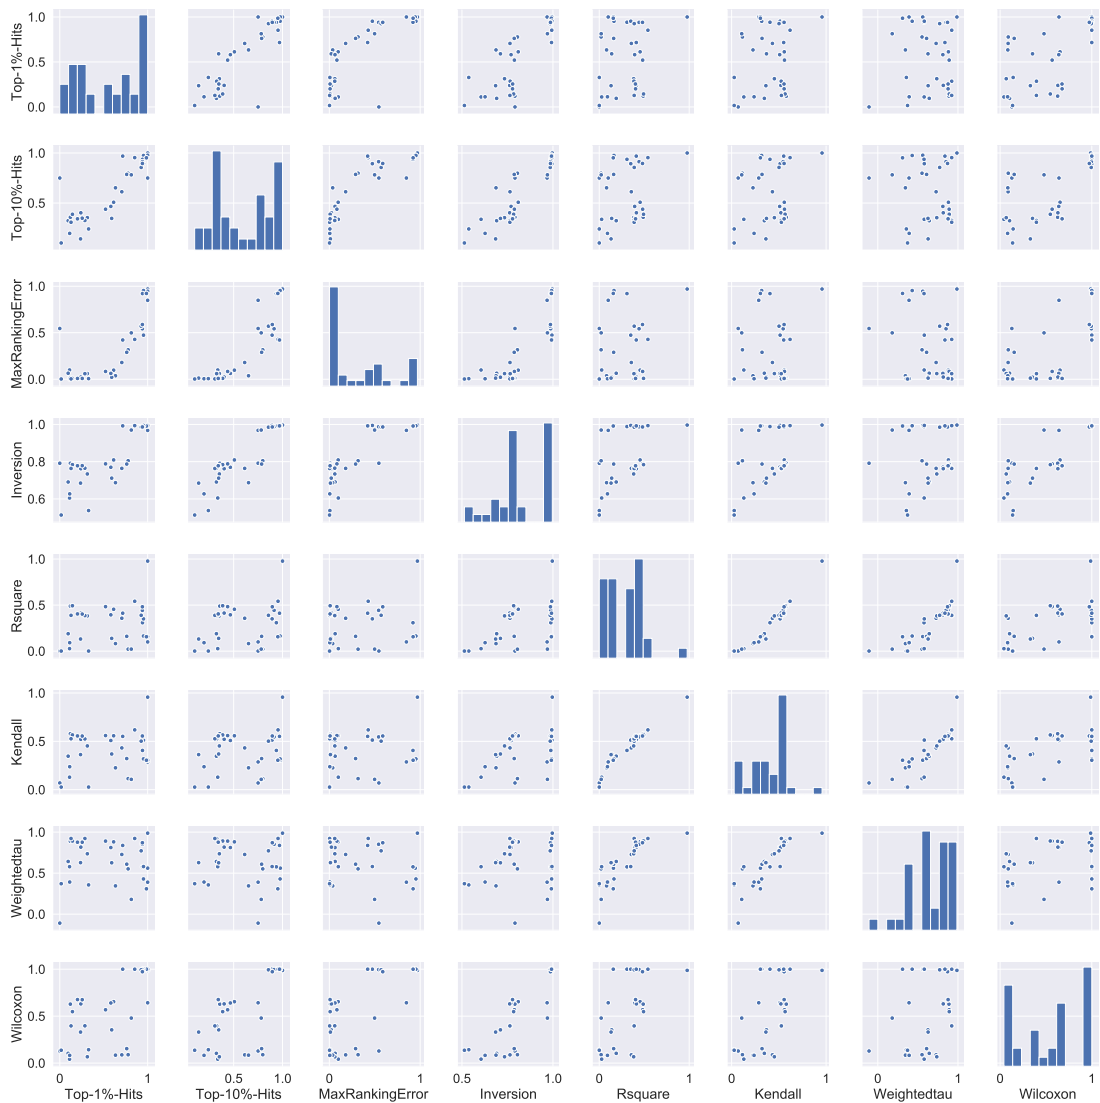 Top-1%-Hits
1.0
0.5
0.0
Top-10%-Hits
1.0
0.5
MaxRankingError
1.0
0.5
0.0
Inversion
1.0
0.8
0.6
Rsquare
1.0
0.5
0.0
Kendall
1.0
0.5
0.0
Weightedtau
1.0
0.5
0.0
Wilcoxon
1.0
0.5
0.0
0 1 0.5 1.0 0 1 0.5 1.0 0 1 0 1 0 1 0 1
Top-1%-Hits Top-10%-Hits MaxRankingError Inversion Rsquare Kendall Weightedtau Wilcoxon